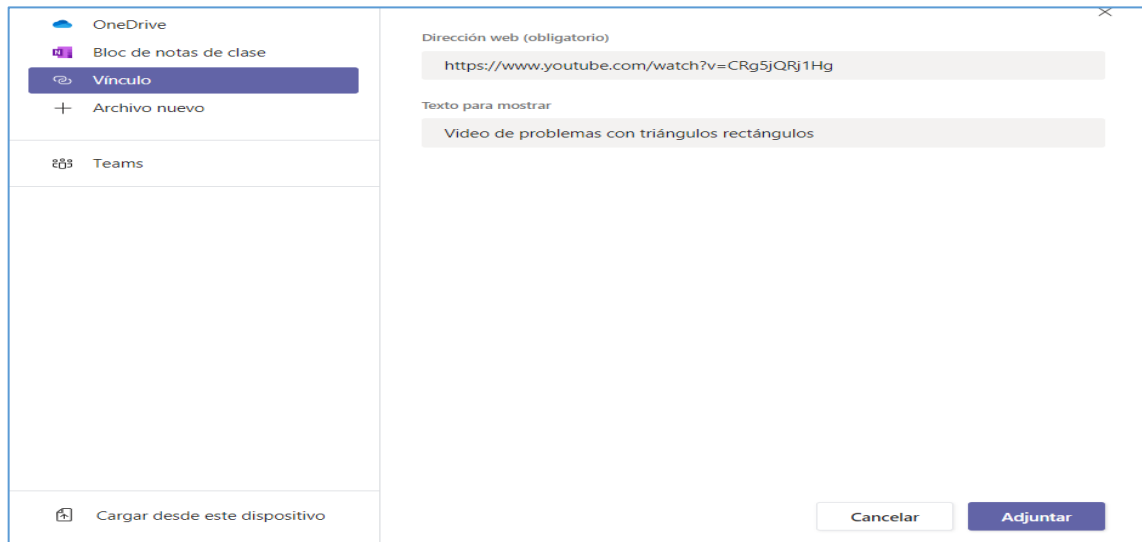 OneDrive
Bloc de notas de clase
Vínculo
Archivo nuevo
Teams
Cargar desde este dispositivo
Dirección web (obligatorio)
https://www.youtube.com/watch?v=CRg5jQRj1Hg
Texto para mostrar
Video de problemas con triángulos rectángulos
Cancelar
Adjuntar